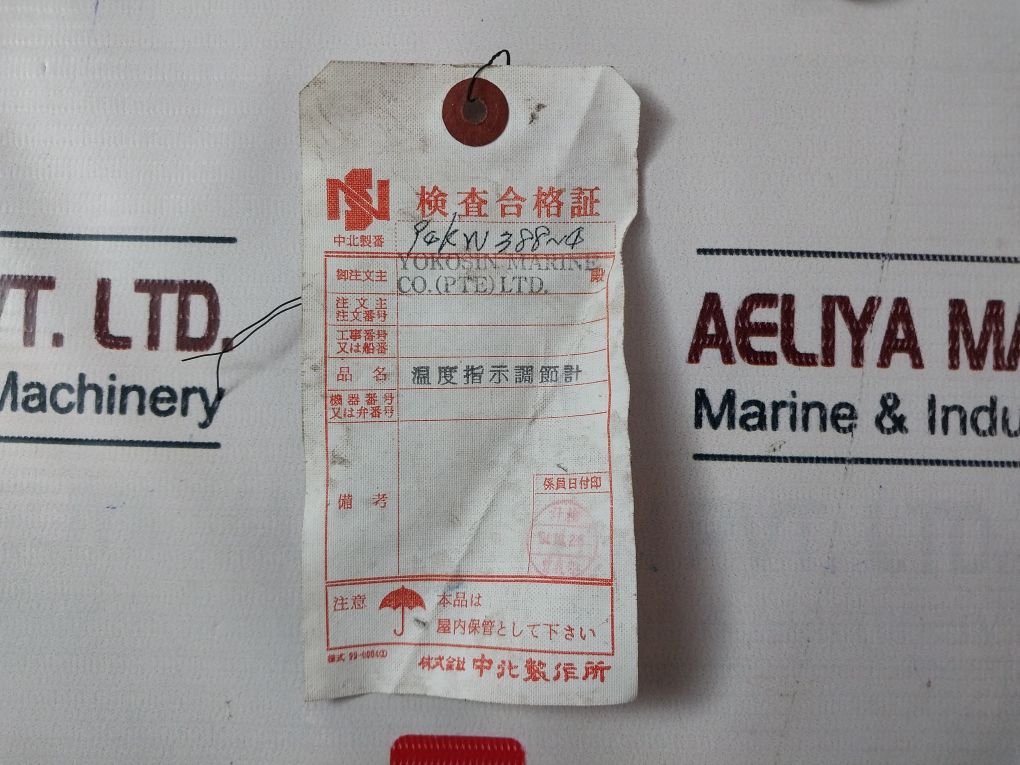 検査合格証
中北製番 94KW388~4
御注文主 YOKOSIN MARINE CO.(PTE) LTD. 殿
注文主
注文番号
工事番号
又は船番
品名 温度指示調節計
機器番号
又は弁番号
備考
係員日付印
注意 本品は
屋内保管として下さい
株式会社 中北製作所
VT. LTD.
Machinery
AELIYA MA
Marine & Indu